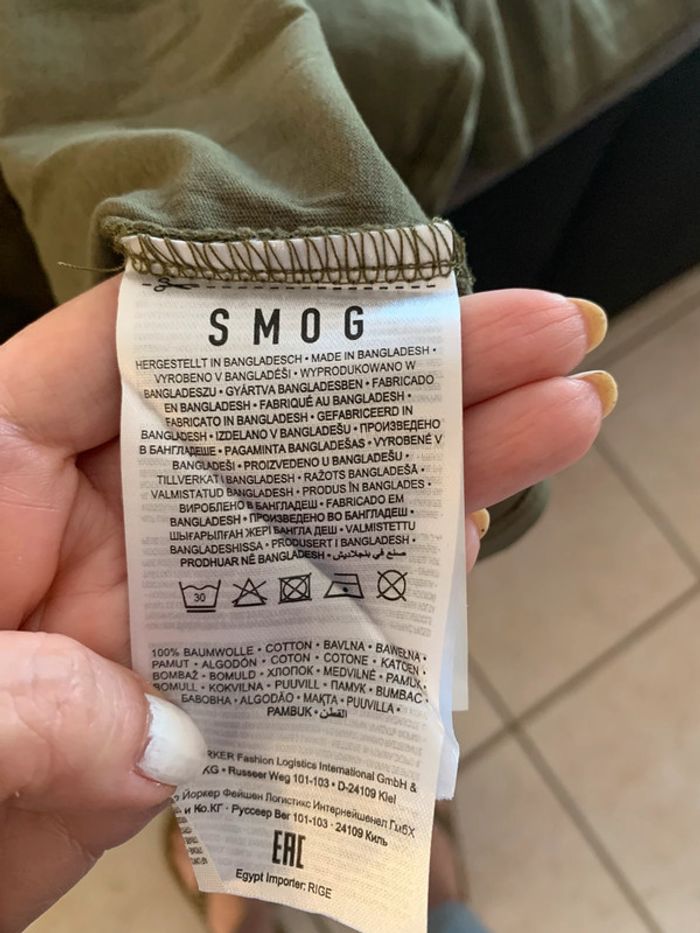 SMOG
HERGESTELLT IN BANGLADESCH • MADE IN BANGLADESH •
VYROBENO V BANGLADÉŠI • WYPRODUKOWANO W
BANGLADESZU • GYÁRTVA BANGLADESBEN • FABRICADO
EN BANGLADESH • FABRIQUÉ AU BANGLADESH •
FABRICATO IN BANGLADESH • GEFABRICEERD IN
BANGLADESH • IZDELANO V BANGLADEŠU • ПРОИЗВЕДЕНО
В БАНГЛАДЕШЕ • PAGAMINTA BANGLADEŠAS • VYROBENÉ V
BANGLADEŠI • PROIZVEDENO U BANGLADEŠU •
TILLVERKAT I BANGLADESH • RAŽOTS BANGLADEŠĀ •
VALMISTATUD BANGLADESH • PRODUS ÎN BANGLADES •
ВИРОБЛЕНО В БАНГЛАДЕШ • FABRICADO EM
BANGLADESH • ПРОИЗВЕДЕНО ВО БАНГЛАДЕШ •
ШЫҒАРЫЛҒАН ЖЕРІ БАНГЛА ДЕШ • VALMISTETTU
BANGLADESHISSA • PRODUSERT I BANGLADESH •
PRODHUAR NË BANGLADESH • صنع في بنجلاديش
30
100% BAUMWOLLE • COTTON • BAVLNA • BAWEŁNA •
PAMUT • ALGODÓN • COTON • COTONE • KATOEN •
BOMBAŽ • BOMULD • ХЛОПОК • MEDVILNĖ • PAMUK •
BOMULL • KOKVILNA • PUUVILL • ПАМУК • BUMBAC •
БАВОВНА • ALGODÃO • МАҚТА • PUUVILLA •
PAMBUK • القطن
Fashion Logistics International GmbH &
KG • Russeer Weg 101-103 • D-24109 Kiel
Йоркер Фейшен Логистикс Интернейшенел ГмбХ
и Ко.КГ • Руссеер Вег 101-103 • 24109 Киль
EAC
Egypt Importer: RIGE